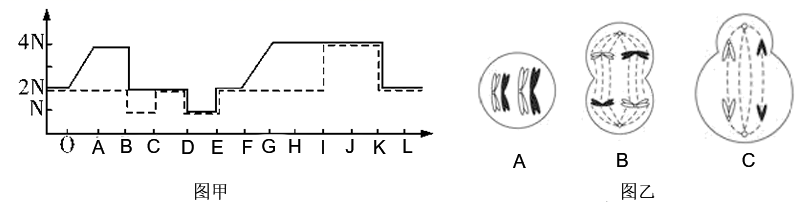 4N
2N
N
O A B C D E F G H I J K L
图甲
A B C
图乙